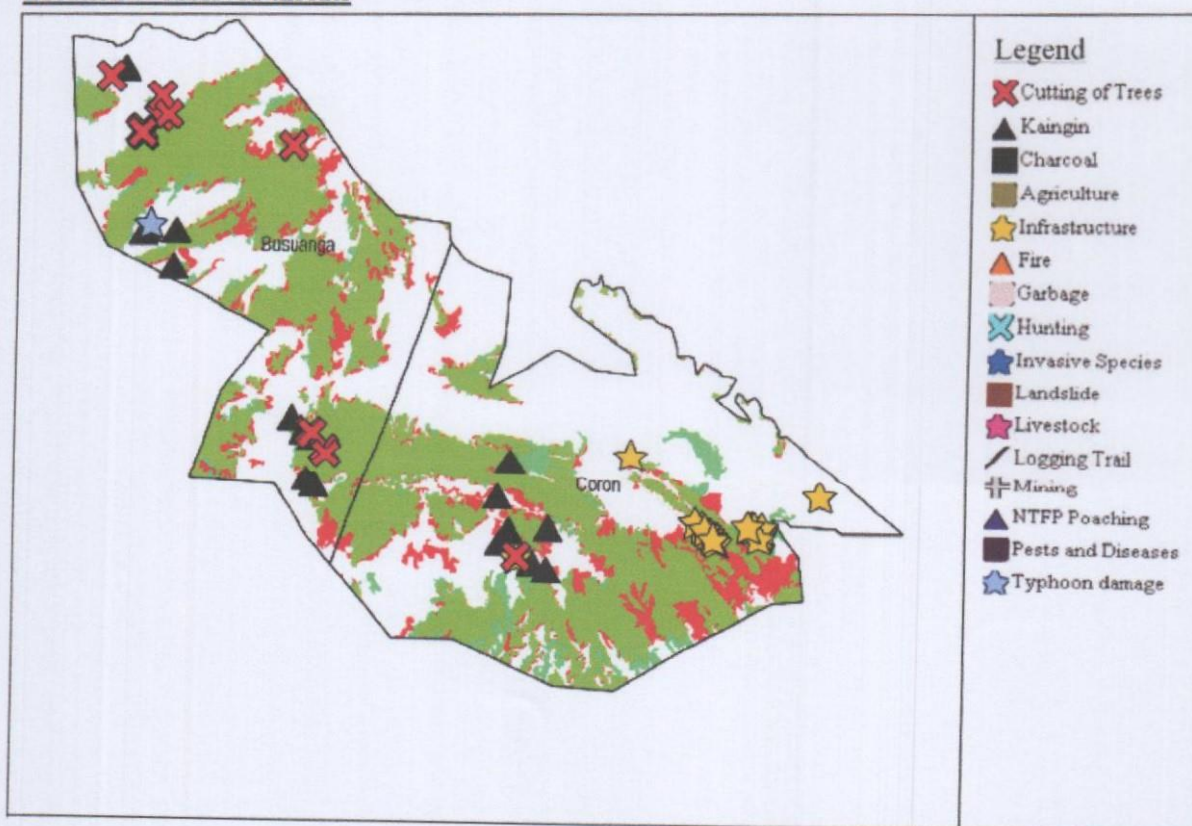 Busuanga
Coron
Legend
Cutting of Trees
Kaingin
Charcoal
Agriculture
Infrastructure
Fire
Garbage
Hunting
Invasive Species
Landslide
Livestock
Logging Trail
Mining
NTFP Poaching
Pests and Diseases
Typhoon damage